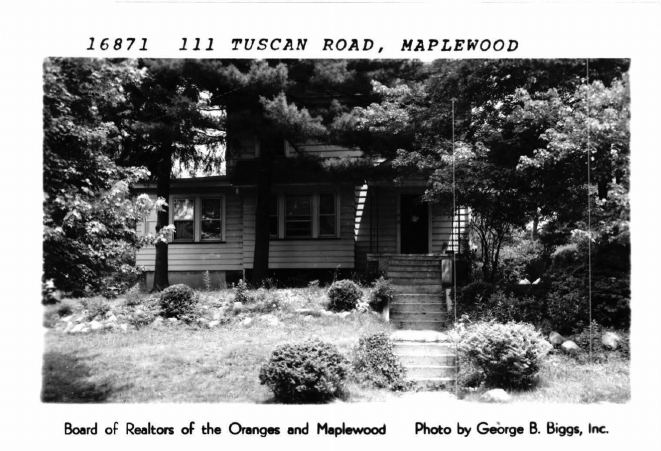 16871 111 TUSCAN ROAD, MAPLEWOOD
Board of Realtors of the Oranges and Maplewood Photo by George B. Biggs, Inc.